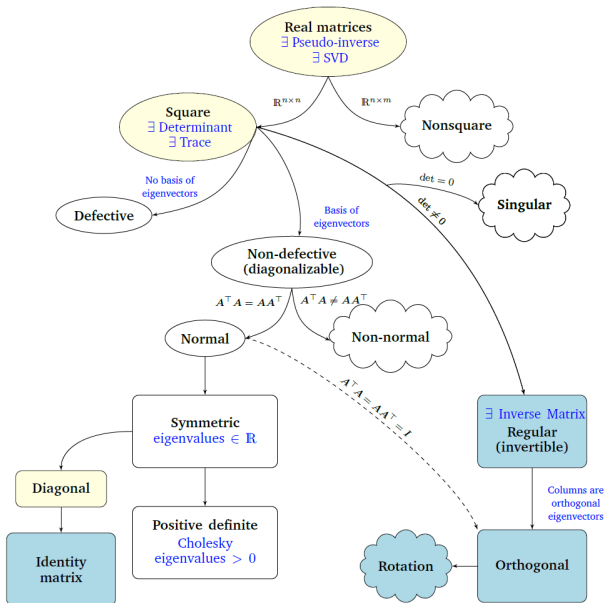 Real matrices
∃ Pseudo-inverse
∃ SVD
ℝⁿˣⁿ
ℝⁿˣᵐ
Square
∃ Determinant
∃ Trace
Nonsquare
No basis of
eigenvectors
Defective
Basis of
eigenvectors
det = 0
det ≠ 0
Singular
Non-defective
(diagonalizable)
A⊤A = AA⊤
A⊤A ≠ AA⊤
Normal
Non-normal
A⊤A = AA⊤ = I
Symmetric
eigenvalues ∈ ℝ
∃ Inverse Matrix
Regular
(invertible)
Diagonal
Columns are
orthogonal
eigenvectors
Positive definite
Cholesky
eigenvalues > 0
Identity
matrix
Rotation
Orthogonal